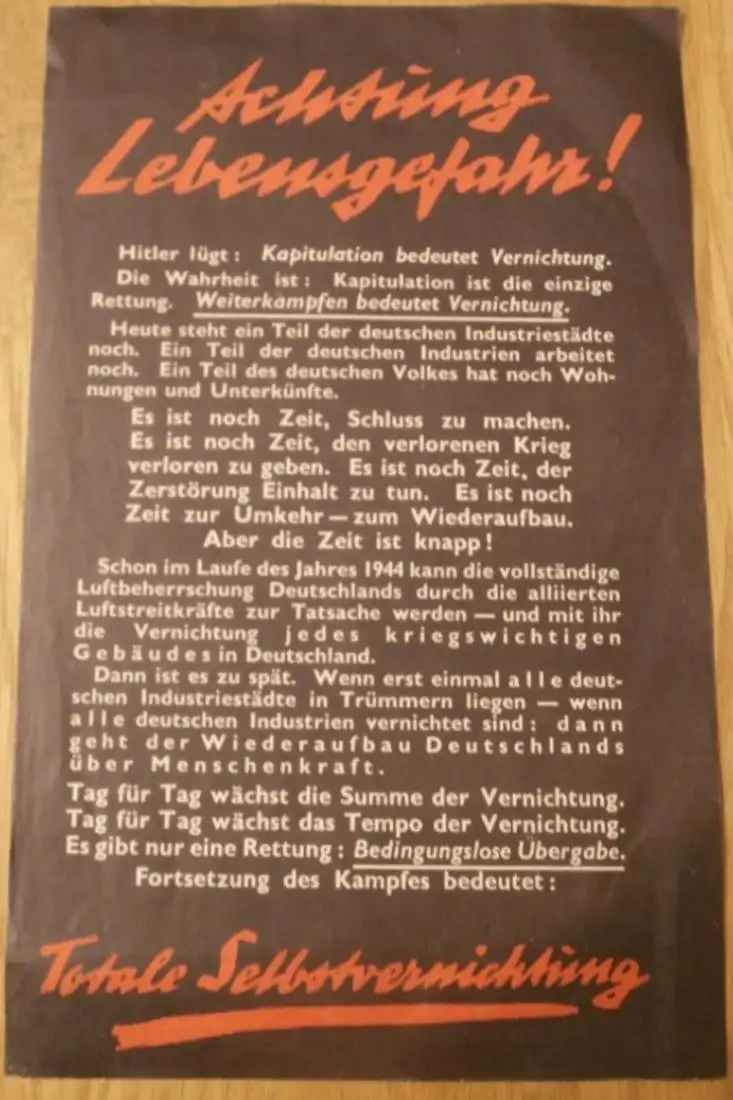 Achtung
Lebensgefahr!
Hitler lügt: Kapitulation bedeutet Vernichtung.
Die Wahrheit ist: Kapitulation ist die einzige
Rettung. Weiterkampfen bedeutet Vernichtung.
Heute steht ein Teil der deutschen Industriestädte
noch. Ein Teil der deutschen Industrien arbeitet
noch. Ein Teil des deutschen Volkes hat noch Woh-
nungen und Unterkünfte.
Es ist noch Zeit, Schluss zu machen.
Es ist noch Zeit, den verlorenen Krieg
verloren zu geben. Es ist noch Zeit, der
Zerstörung Einhalt zu tun. Es ist noch
Zeit zur Umkehr — zum Wiederaufbau.
Aber die Zeit ist knapp!
Schon im Laufe des Jahres 1944 kann die vollständige
Luftbeherrschung Deutschlands durch die alliierten
Luftstreitkräfte zur Tatsache werden — und mit ihr
die Vernichtung jedes kriegswichtigen
Gebäudes in Deutschland.
Dann ist es zu spät. Wenn erst einmal alle deut-
schen Industriestädte in Trümmern liegen — wenn
alle deutschen Industrien vernichtet sind: dann
geht der Wiederaufbau Deutschlands
über Menschenkraft.
Tag für Tag wächst die Summe der Vernichtung.
Tag für Tag wächst das Tempo der Vernichtung.
Es gibt nur eine Rettung: Bedingungslose Übergabe.
Fortsetzung des Kampfes bedeutet:
Totale Selbstvernichtung